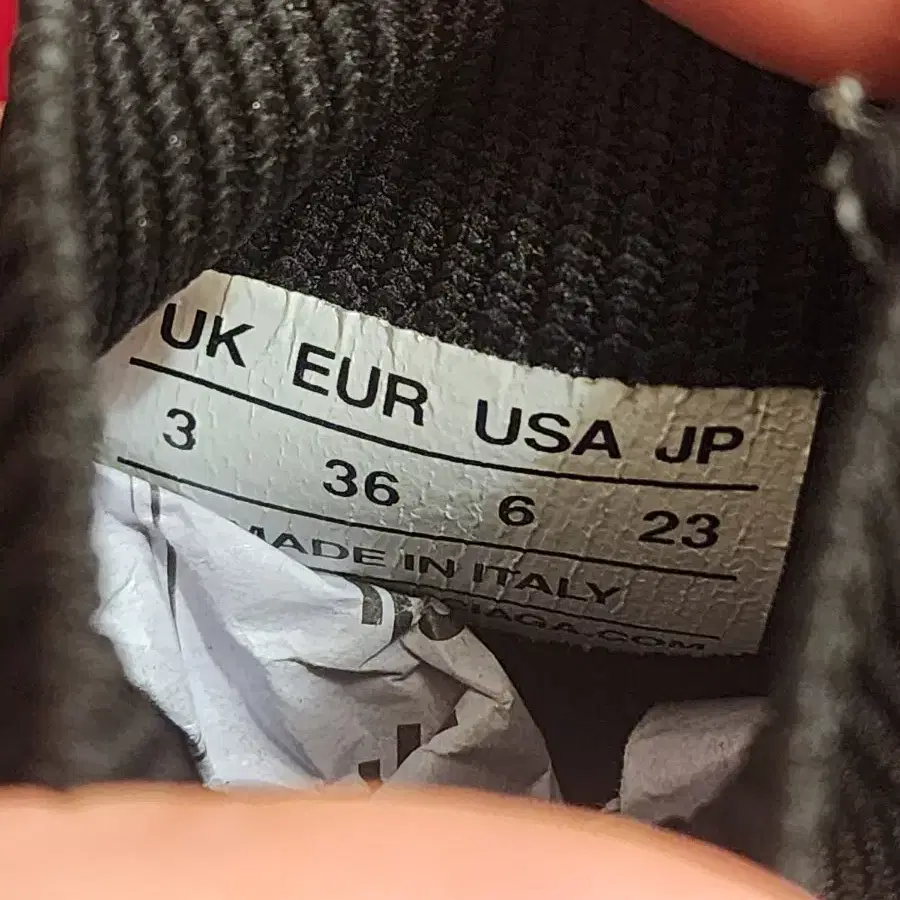 UK EUR USA JP
3 36 6 23
MADE IN ITALY